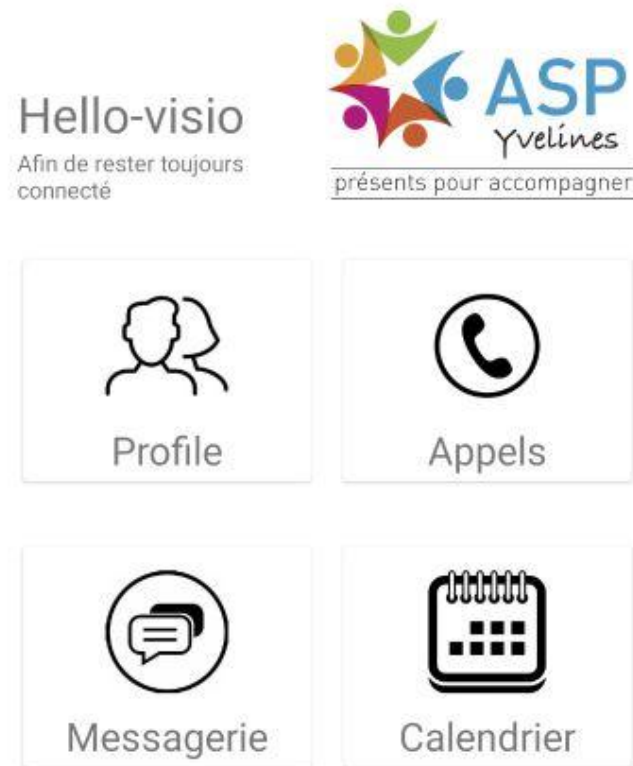 Hello-visio
Afin de rester toujours
connecté
ASP
Yvelines
présents pour accompagner
Profile
Appels
Messagerie
Calendrier